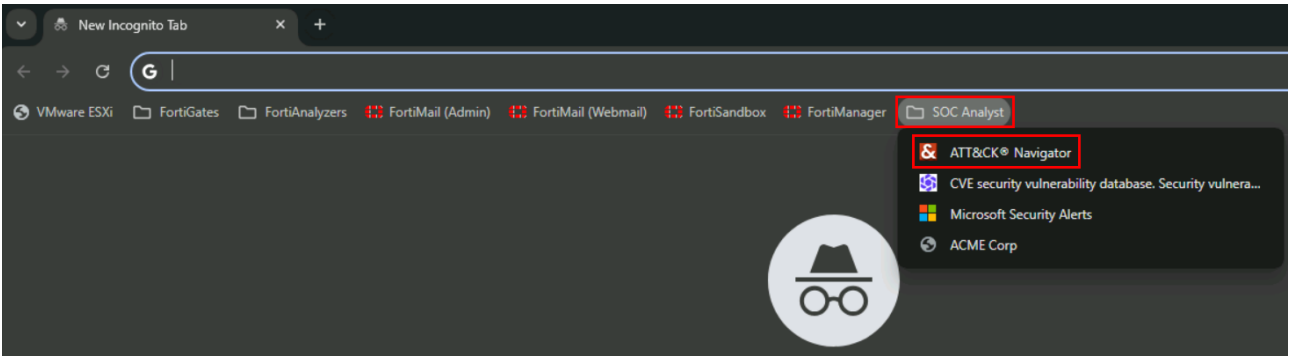 New Incognito Tab
VMware ESXi FortiGates FortiAnalyzers FortiMail (Admin) FortiMail (Webmail) FortiSandbox FortiManager SOC Analyst
ATT&CK® Navigator
CVE security vulnerability database. Security vulnera...
Microsoft Security Alerts
ACME Corp